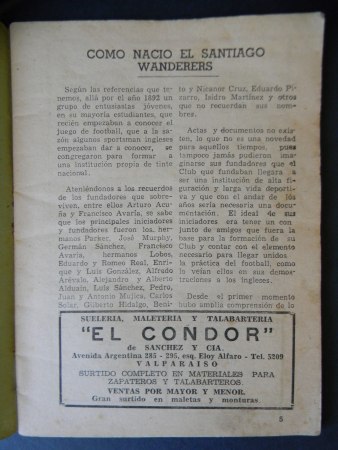 COMO NACIO EL SANTIAGO
WANDERERS
Según las referencias que te-
nemos, allá por el año 1892 un
grupo de entusiastas jóvenes,
en su mayoría estudiantes, que
recién empezaban a conocer el
juego de football, que a la sa-
zón algunos sportsman ingleses
empezaban dar a conocer, se
congregaron para formar a
una institución propia de tinte
nacional.
Ateniéndonos a los recuerdos
de los fundadores que sobre-
viven, entre ellos Arturo Acu-
ña y Francisco Avaria, se sabe
que los principales iniciadores
y fundadores fueron los, her-
manos Parker, José Murphy,
Germán Sánchez, Francisco
Avaria, hermanos Lobos,
Eduardo y Romeo Real, Enri-
que y Luis González, Alfredo
Arévalo, Alejandro y Alberto
Alduain, Luis Sánchez, Pedro,
Juan y Antonio Mujica, Carlos
Solar, Gilberto Hidalgo, Beni-
to y Nicanor Cruz, Eduardo Pi-
zarro, Isidro Martínez y otros
que no recuerdan sus nom-
bres.
Actas y documentos no exis-
ten, lo que no es una novedad
para aquéllos tiempos, pues
tampoco jamás pudieron ima-
ginarse sus fundadores que el
Club que fundaban llegara a
ser una institución de alta fi-
guración y larga vida deporti-
va y que con el andar de los
años sería necesaria una docu-
mentación. El ideal de sus
iniciadores era tener un con-
junto de amigos que fuera la
base para la formación de su
Club y contar con el elemento
necesario para llegar unidos a
la práctica del football, como
lo veían ellos en sus demos-
traciones a los ingleses.
Desde el primer momento
hubo amplia comprensión de lo
SUELERIA, MALETERIA Y TALABARTERIA
"EL CONDOR"
de SANCHEZ Y CIA.
Avenida Argentina 285 - 295, esq. Eloy Alfaro - Tel. 5209
VALPARAISO
SURTIDO COMPLETO EN MATERIALES PARA
ZAPATEROS Y TALABARTEROS.
VENTAS POR MAYOR Y MENOR.
Gran surtido en maletas y monturas
5